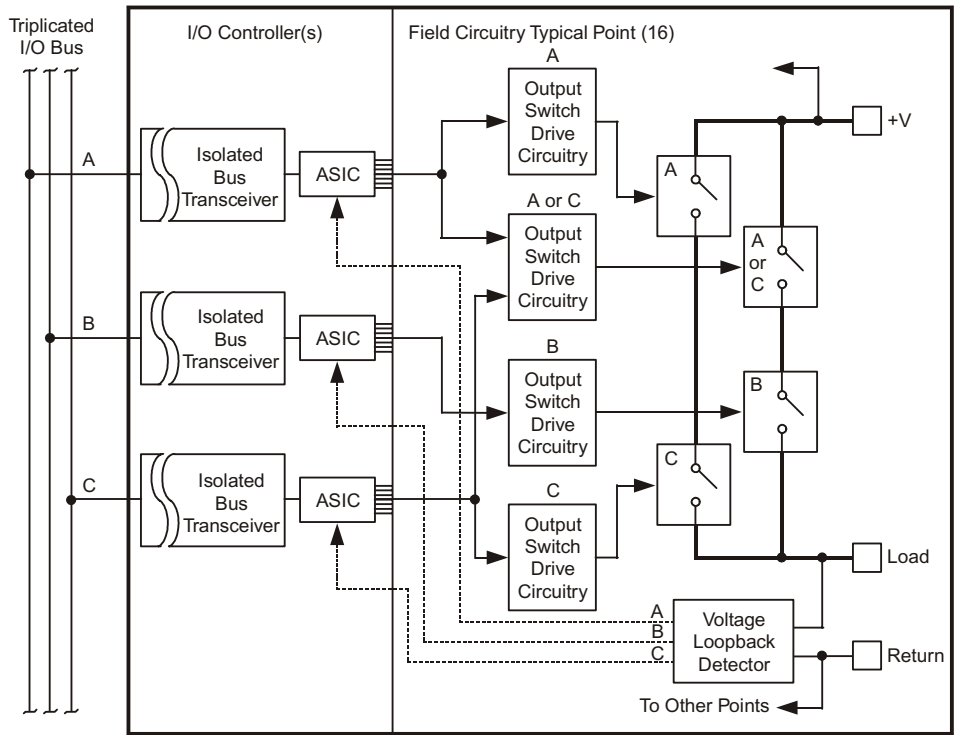 Triplicated
I/O Bus
I/O Controller(s)
Field Circuitry Typical Point (16)
A
Output
Switch
Drive
Circuitry
+V
A
A
Isolated
Bus
Transceiver
ASIC
A or C
Output
Switch
Drive
Circuitry
A
or
C
B
Isolated
Bus
Transceiver
ASIC
B
Output
Switch
Drive
Circuitry
B
C
Isolated
Bus
Transceiver
ASIC
C
Output
Switch
Drive
Circuitry
C
Load
A
B
C
Voltage
Loopback
Detector
Return
To Other Points